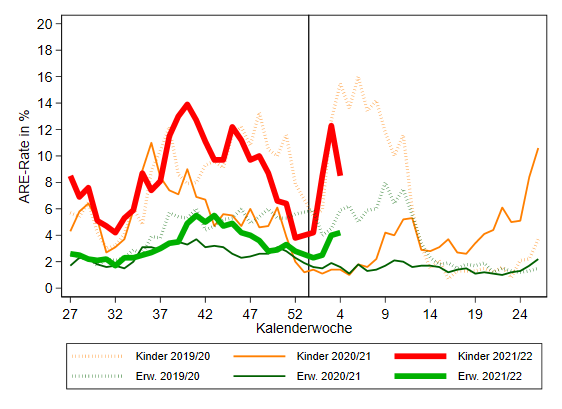 ARE-Rate in %
20
18
16
14
12
10
8
6
4
2
0
27 32 37 42 47 52 4 9 14 19 24
Kalenderwoche
Kinder 2019/20 Kinder 2020/21 Kinder 2021/22
Erw. 2019/20 Erw. 2020/21 Erw. 2021/22